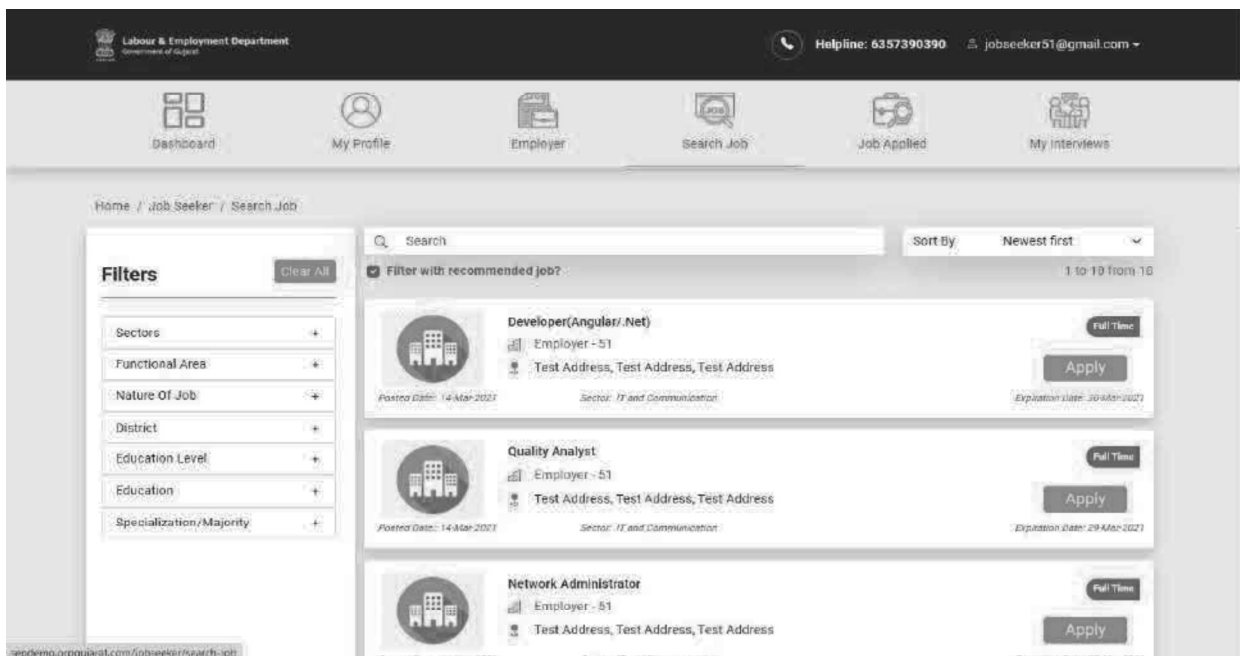 Labour & Employment Department
Government of Gujarat
Helpline: 6357390390
jobseeker51@gmail.com
Dashboard
My Profile
Employer
Search Job
Job Applied
My Interviews
Home / Job Seeker / Search Job
Search
Sort By Newest first
Filters
Clear All
Filter with recommended job?
1 to 10 from
Sectors +
Functional Area +
Nature Of Job +
District +
Education Level +
Education +
Specialization/Majority +
Developer(Angular/.Net)
Full Time
Employer - 51
Test Address, Test Address, Test Address
Apply
Posted Date: 14-Mar-2021 Sector: IT and Communication Expiration Date: 30-Mar-2021
Quality Analyst
Full Time
Employer - 51
Test Address, Test Address, Test Address
Apply
Posted Date: 14-Mar-2021 Sector: IT and Communication Expiration Date: 29-Mar-2021
Network Administrator
Full Time
Employer - 51
Test Address, Test Address, Test Address
Apply